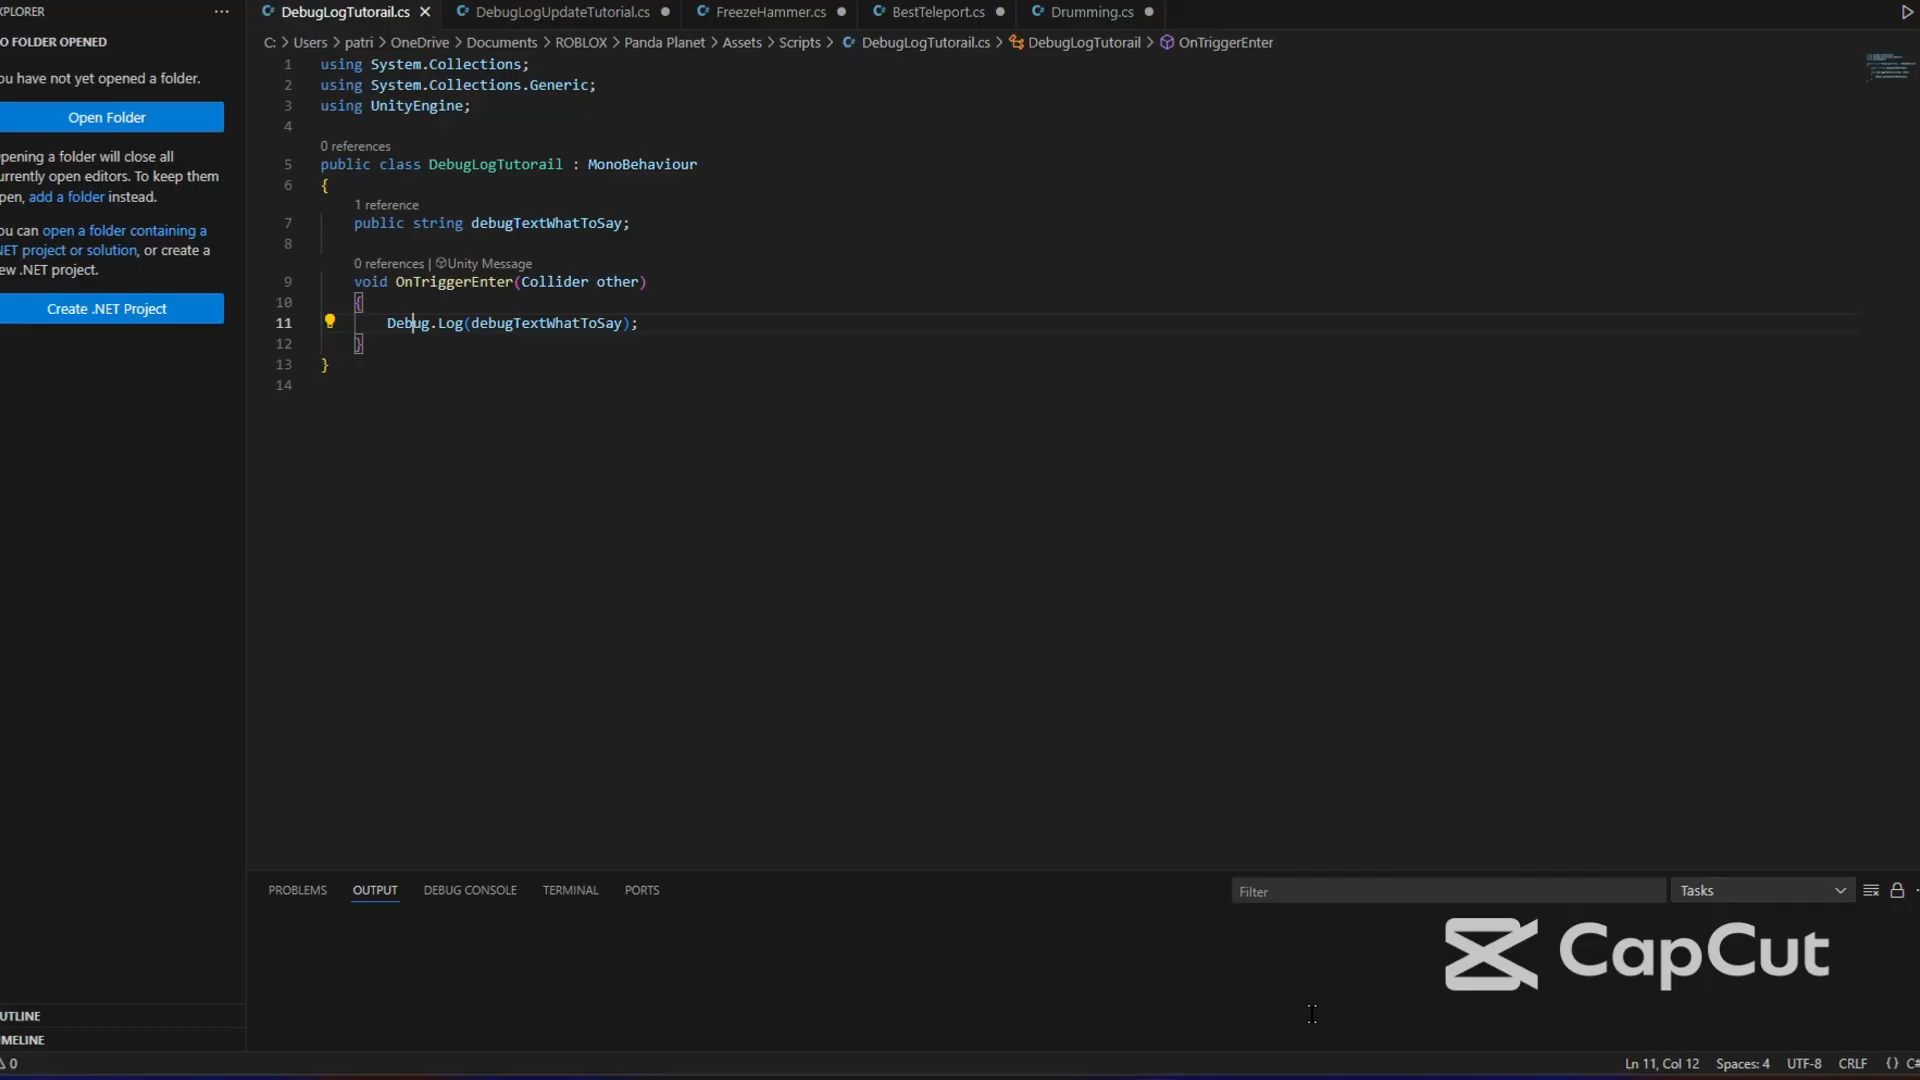 XPLORER
DebugLogTutorail.cs
DebugLogUpdateTutorial.cs
FreezeHammer.cs
BestTeleport.cs
Drumming.cs
O FOLDER OPENED
ou have not yet opened a folder.
Open Folder
pening a folder will close all
urrently open editors. To keep them
pen, add a folder instead.
ou can open a folder containing a
NET project or solution, or create a
ew .NET project.
Create .NET Project
UTLINE
IMELINE
C: > Users > patri > OneDrive > Documents > ROBLOX > Panda Planet > Assets > Scripts > DebugLogTutorail.cs > DebugLogTutorail > OnTriggerEnter
1 using System.Collections;
2 using System.Collections.Generic;
3 using UnityEngine;
4
0 references
5 public class DebugLogTutorail : MonoBehaviour
6 {
1 reference
7 public string debugTextWhatToSay;
8
0 references | Unity Message
9 void OnTriggerEnter(Collider other)
10 {
11 Debug.Log(debugTextWhatToSay);
12 }
13 }
14
PROBLEMS OUTPUT DEBUG CONSOLE TERMINAL PORTS
Filter
Tasks
CapCut
0
Ln 11, Col 12 Spaces: 4 UTF-8 CRLF {} C#